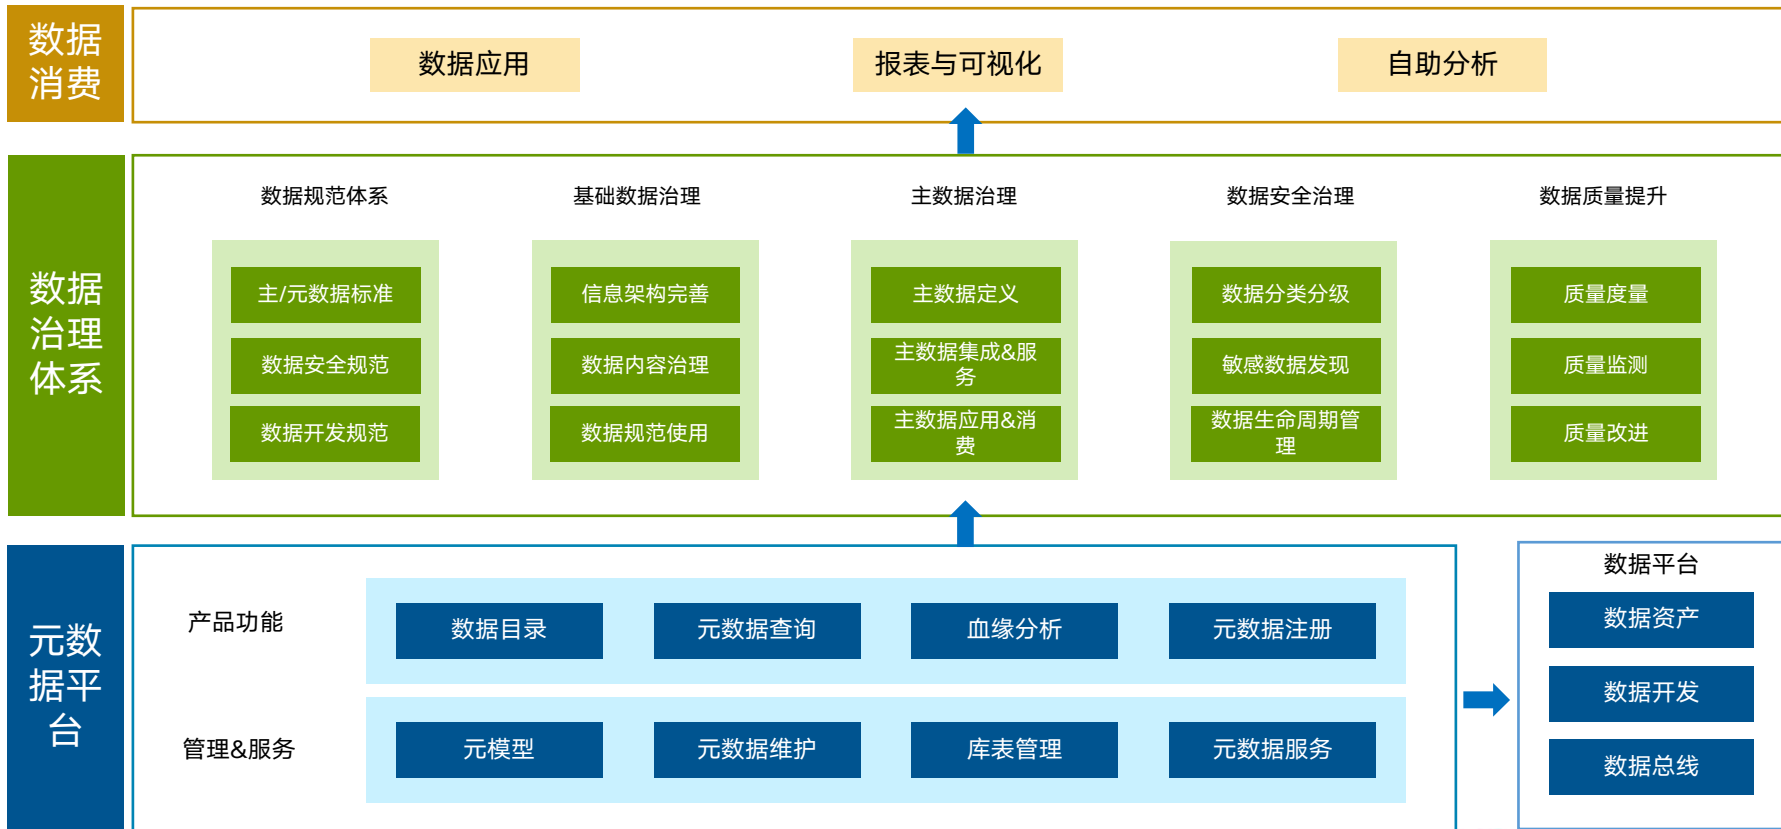 数据
消费
数据应用
报表与可视化
自助分析
数据
治理
体系
数据规范体系
基础数据治理
主数据治理
数据安全治理
数据质量提升
主/元数据标准
信息架构完善
主数据定义
数据分类分级
质量度量
数据安全规范
数据内容治理
主数据集成&服
务
敏感数据发现
质量监测
数据开发规范
数据规范使用
主数据应用&消
费
数据生命周期管
理
质量改进
元数
据平
台
产品功能
数据目录
元数据查询
血缘分析
元数据注册
管理&服务
元模型
元数据维护
库表管理
元数据服务
数据平台
数据资产
数据开发
数据总线